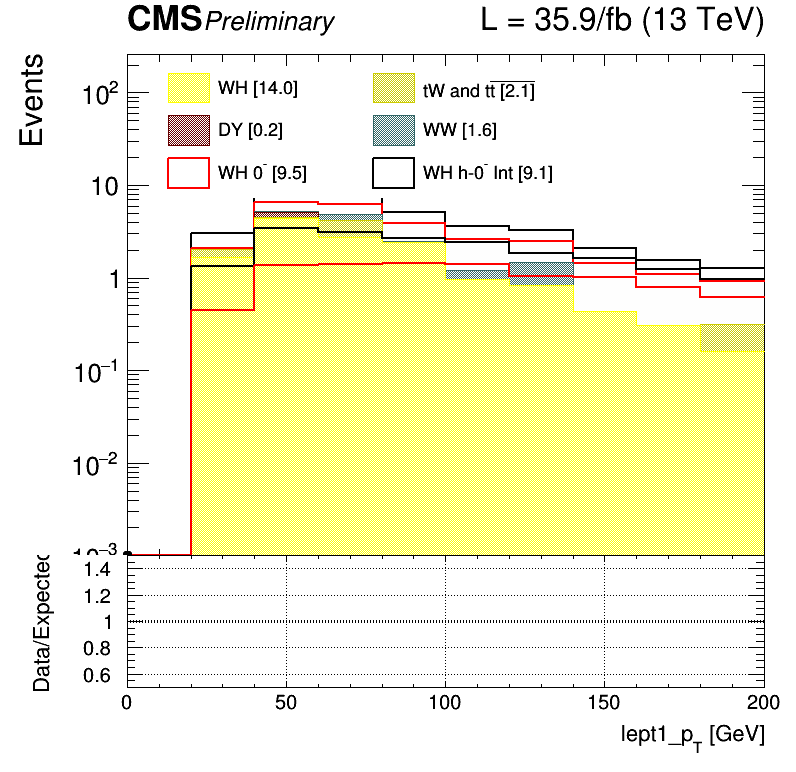 CMS Preliminary L = 35.9/fb (13 TeV)
Events
10²
10
1
10⁻¹
10⁻²
10⁻³
WH [14.0]
tW and tt̄ [2.1]
DY [0.2]
WW [1.6]
WH 0⁻ [9.5]
WH h-0⁻ Int [9.1]
Data/Expected
1.4
1.2
1
0.8
0.6
0 50 100 150 200
lept1_p_T [GeV]